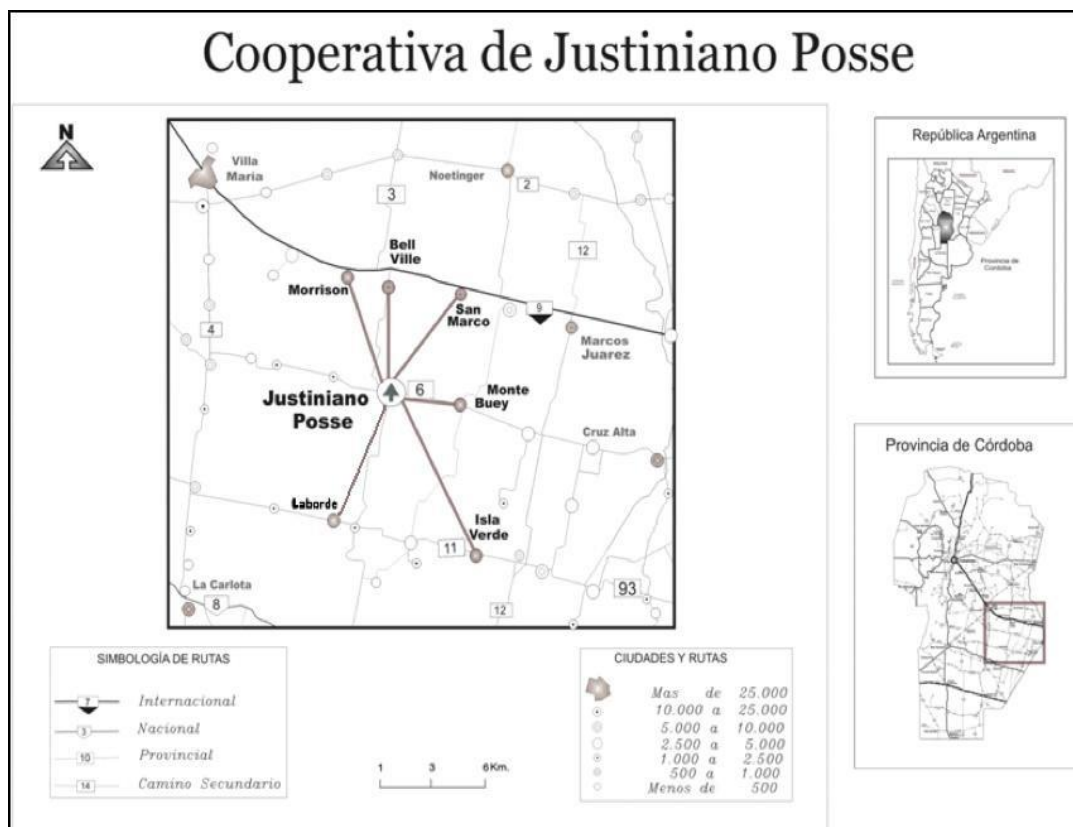 Cooperativa de Justiniano Posse
N
Villa
Maria
Noetinger
2
3
12
Bell
Ville
Morrison
San
Marco
9
4
Marcos
Juarez
Justiniano
Posse
6
Monte
Buey
Cruz Alta
Laborde
Isla
Verde
11
La Carlota
8
12
93
República Argentina
Provincia de
Córdoba
Provincia de Córdoba
SIMBOLOGÍA DE RUTAS
7 Internacional
3 Nacional
10 Provincial
14 Camino Secundario
1 3 6 Km.
CIUDADES Y RUTAS
Mas de 25.000
10.000 a 25.000
5.000 a 10.000
2.500 a 5.000
1.000 a 2.500
500 a 1.000
Menos de 500